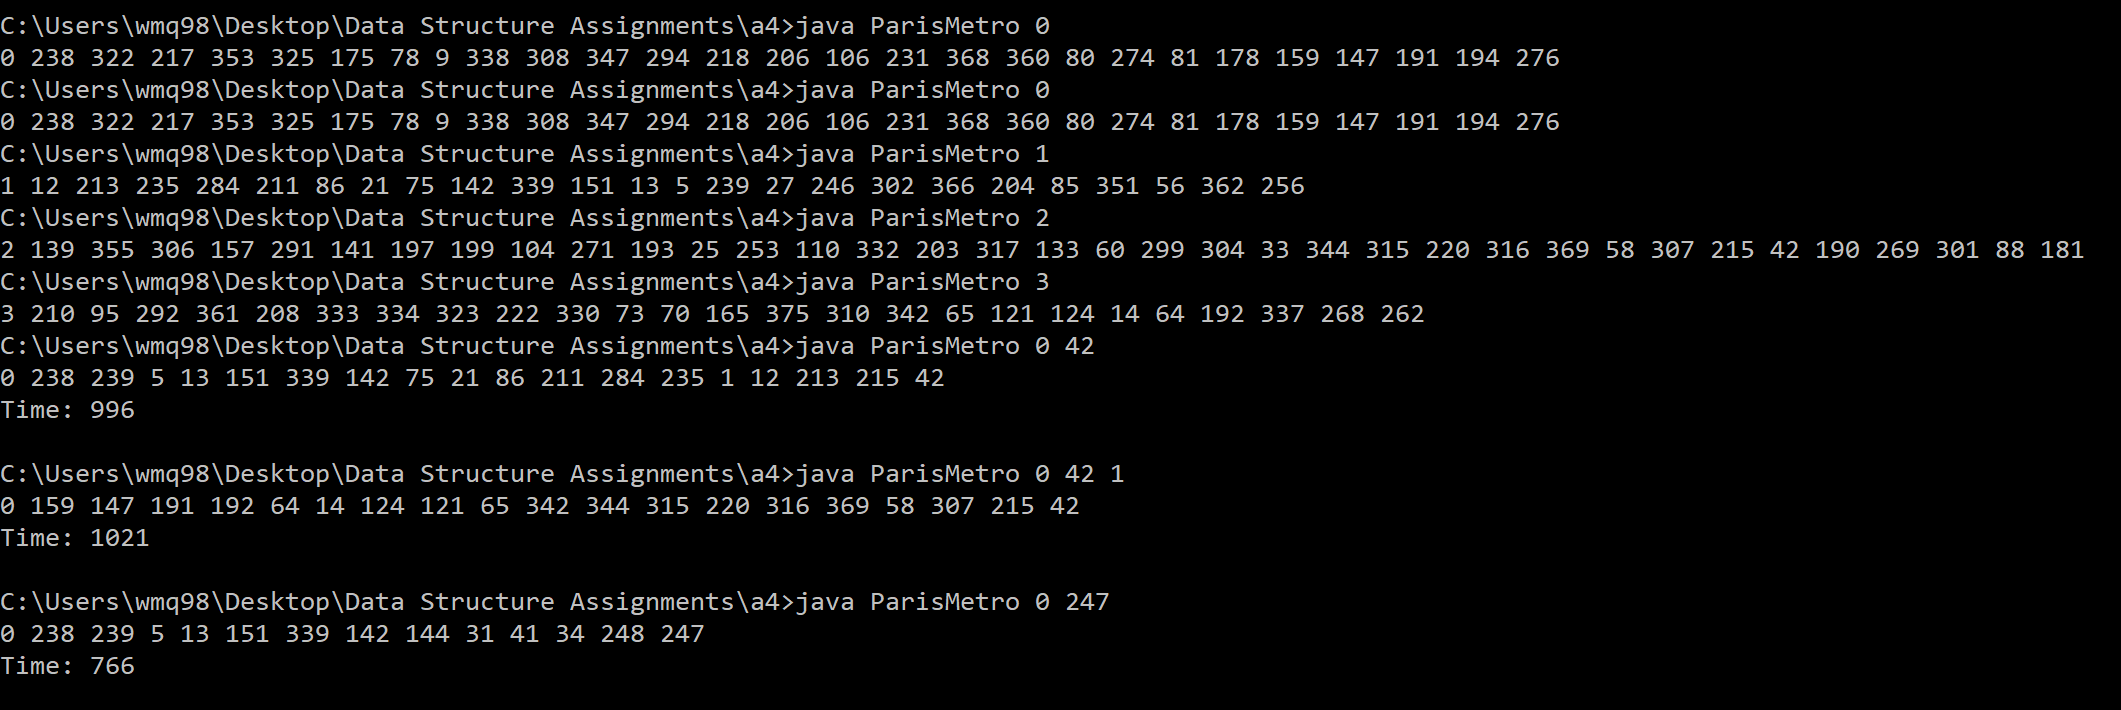 C:\Users\wmq98\Desktop\Data Structure Assignments\a4>java ParisMetro 0
0 238 322 217 353 325 175 78 9 338 308 347 294 218 206 106 231 368 360 80 274 81 178 159 147 191 194 276
C:\Users\wmq98\Desktop\Data Structure Assignments\a4>java ParisMetro 0
0 238 322 217 353 325 175 78 9 338 308 347 294 218 206 106 231 368 360 80 274 81 178 159 147 191 194 276
C:\Users\wmq98\Desktop\Data Structure Assignments\a4>java ParisMetro 1
1 12 213 235 284 211 86 21 75 142 339 151 13 5 239 27 246 302 366 204 85 351 56 362 256
C:\Users\wmq98\Desktop\Data Structure Assignments\a4>java ParisMetro 2
2 139 355 306 157 291 141 197 199 104 271 193 25 253 110 332 203 317 133 60 299 304 33 344 315 220 316 369 58 307 215 42 190 269 301 88 181
C:\Users\wmq98\Desktop\Data Structure Assignments\a4>java ParisMetro 3
3 210 95 292 361 208 333 334 323 222 330 73 70 165 375 310 342 65 121 124 14 64 192 337 268 262
C:\Users\wmq98\Desktop\Data Structure Assignments\a4>java ParisMetro 0 42
0 238 239 5 13 151 339 142 75 21 86 211 284 235 1 12 213 215 42
Time: 996
C:\Users\wmq98\Desktop\Data Structure Assignments\a4>java ParisMetro 0 42 1
0 159 147 191 192 64 14 124 121 65 342 344 315 220 316 369 58 307 215 42
Time: 1021
C:\Users\wmq98\Desktop\Data Structure Assignments\a4>java ParisMetro 0 247
0 238 239 5 13 151 339 142 144 31 41 34 248 247
Time: 766